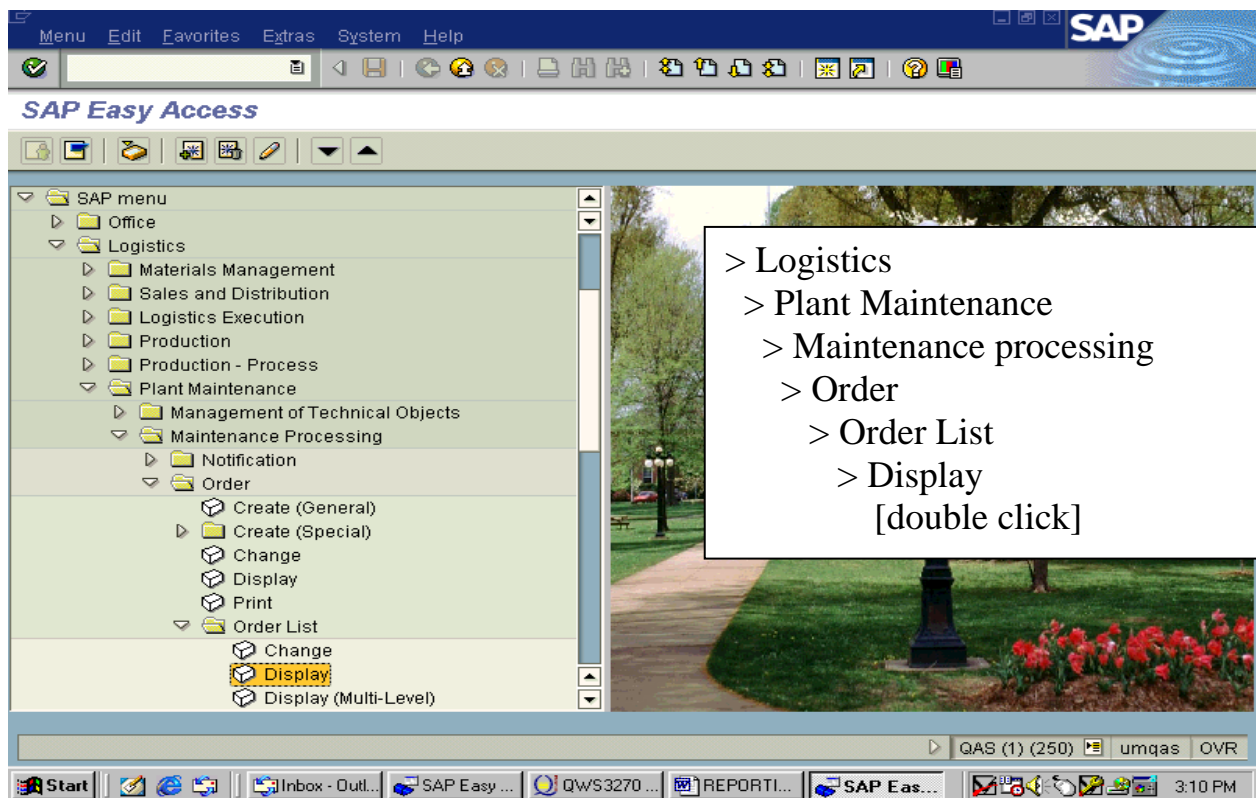 Menu Edit Favorites Extras System Help
SAP
SAP Easy Access
SAP menu
Office
Logistics
Materials Management
Sales and Distribution
Logistics Execution
Production
Production - Process
Plant Maintenance
Management of Technical Objects
Maintenance Processing
Notification
Order
Create (General)
Create (Special)
Change
Display
Print
Order List
Change
Display
Display (Multi-Level)
> Logistics
> Plant Maintenance
> Maintenance processing
> Order
> Order List
> Display
[double click]
QAS (1) (250) umqas OVR
Start Inbox - Outl... SAP Easy ... QWS3270 ... REPORTI... SAP Eas... 3:10 PM